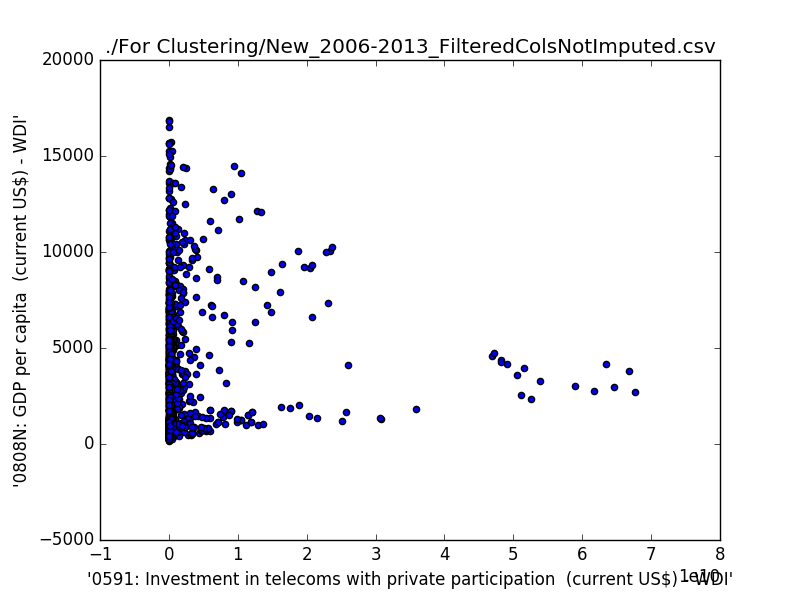 ./For Clustering/New_2006-2013_FilteredColsNotImputed.csv
20000
15000
10000
5000
0
−5000
'0808N: GDP per capita  (current US$) - WDI'
−1 0 1 2 3 4 5 6 7 8
1e10
'0591: Investment in telecoms with private participation  (current US$) - WDI'